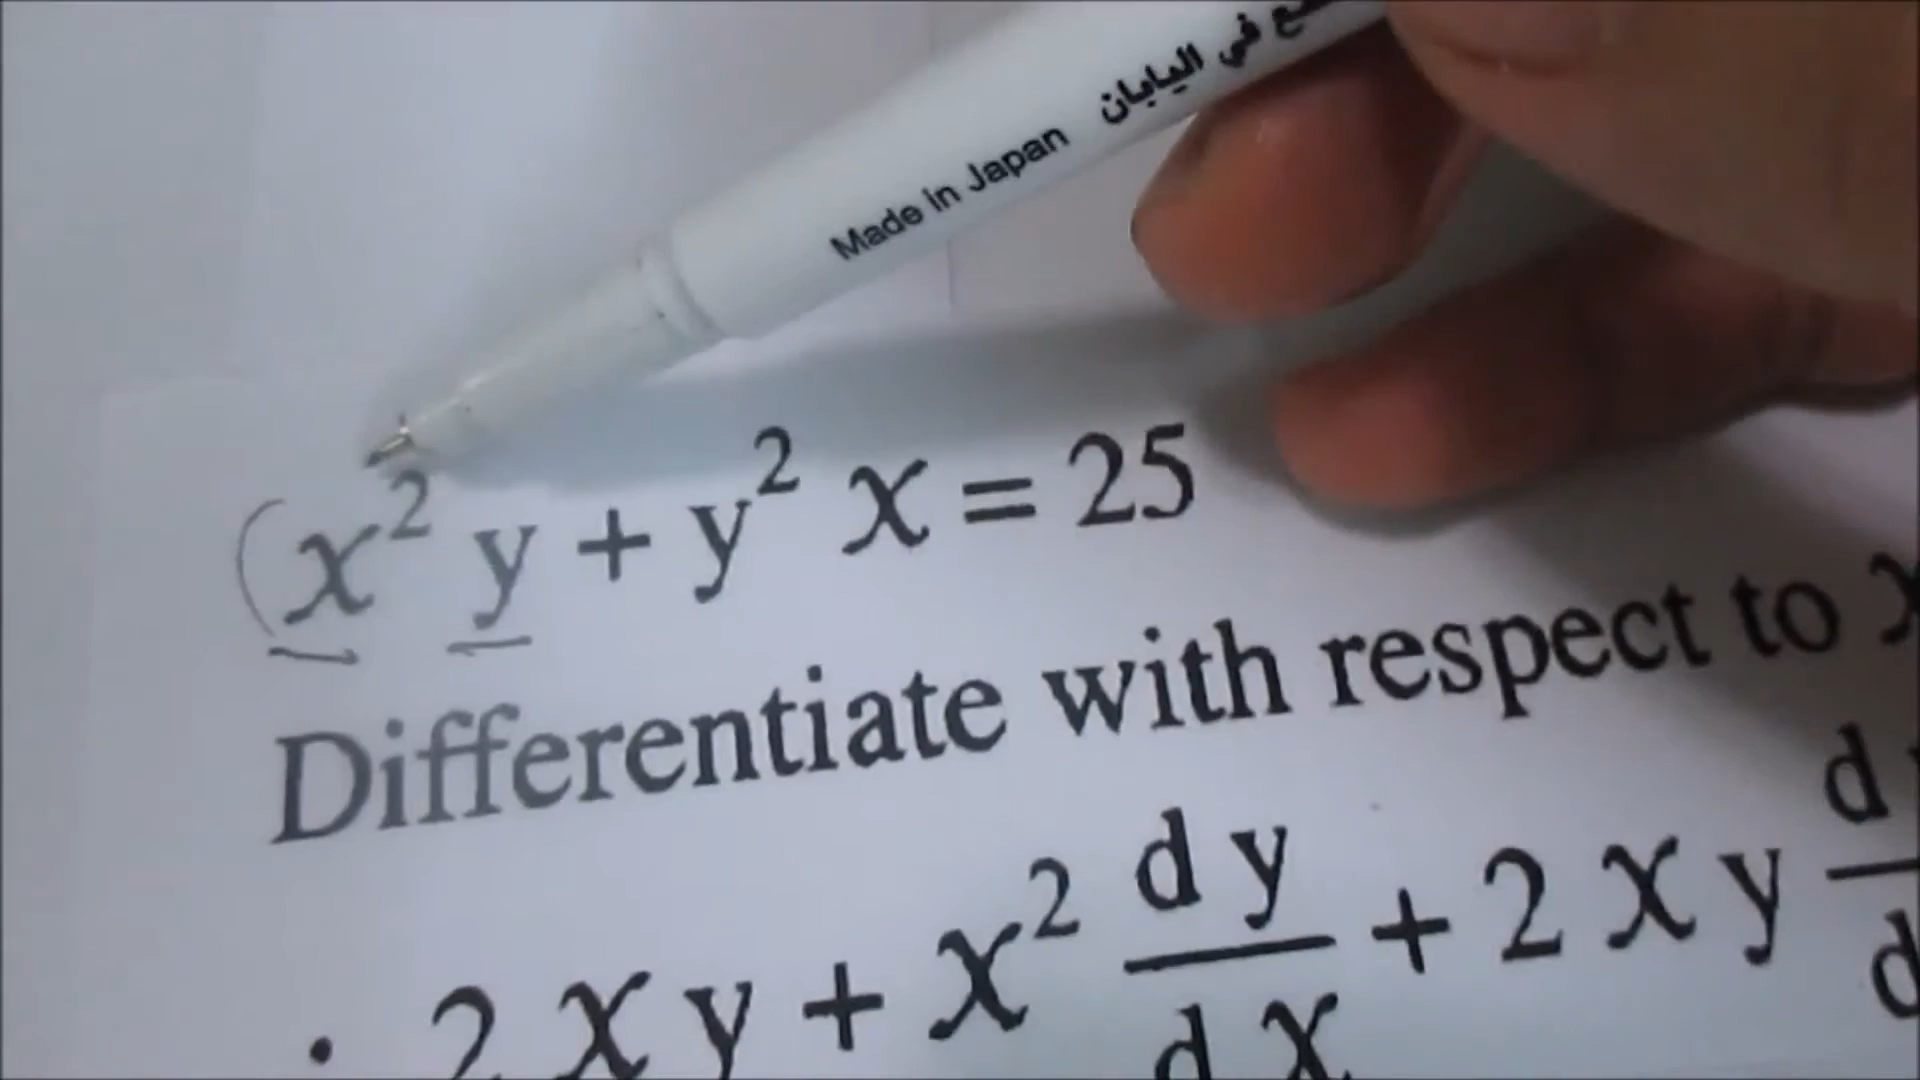 Made in Japan صنع في اليابان
(x² y + y² x = 25
Differentiate with respect to x
2 x y + x² dy/dx + 2 x y d